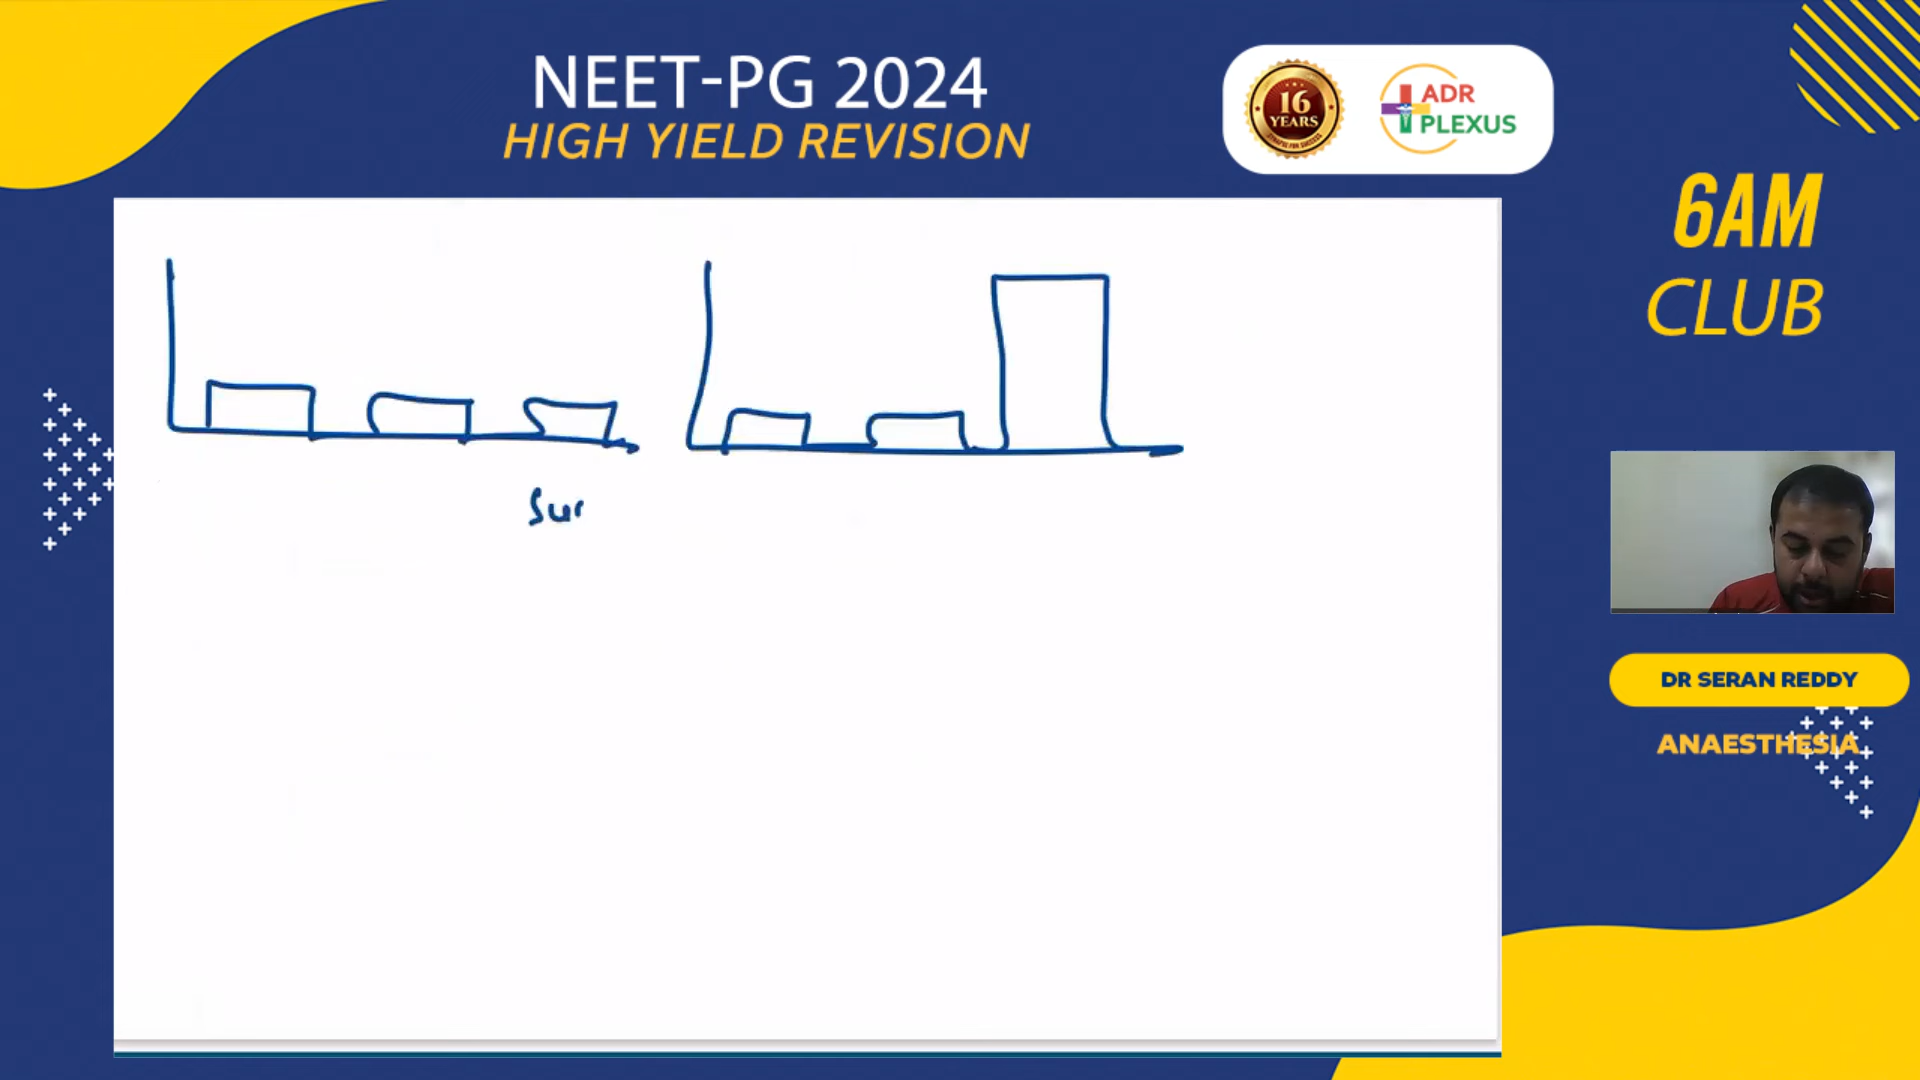 NEET-PG 2024
HIGH YIELD REVISION
16
YEARS
ADR
PLEXUS
6AM
CLUB
Sur
DR SERAN REDDY
ANAESTHESIA